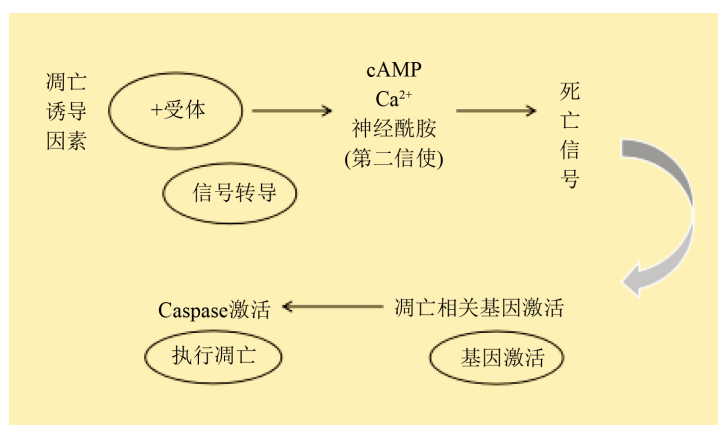 凋亡
诱导
因素
+受体
信号转导
cAMP
Ca²⁺
神经酰胺
(第二信使)
死
亡
信
号
Caspase激活
凋亡相关基因激活
执行凋亡
基因激活